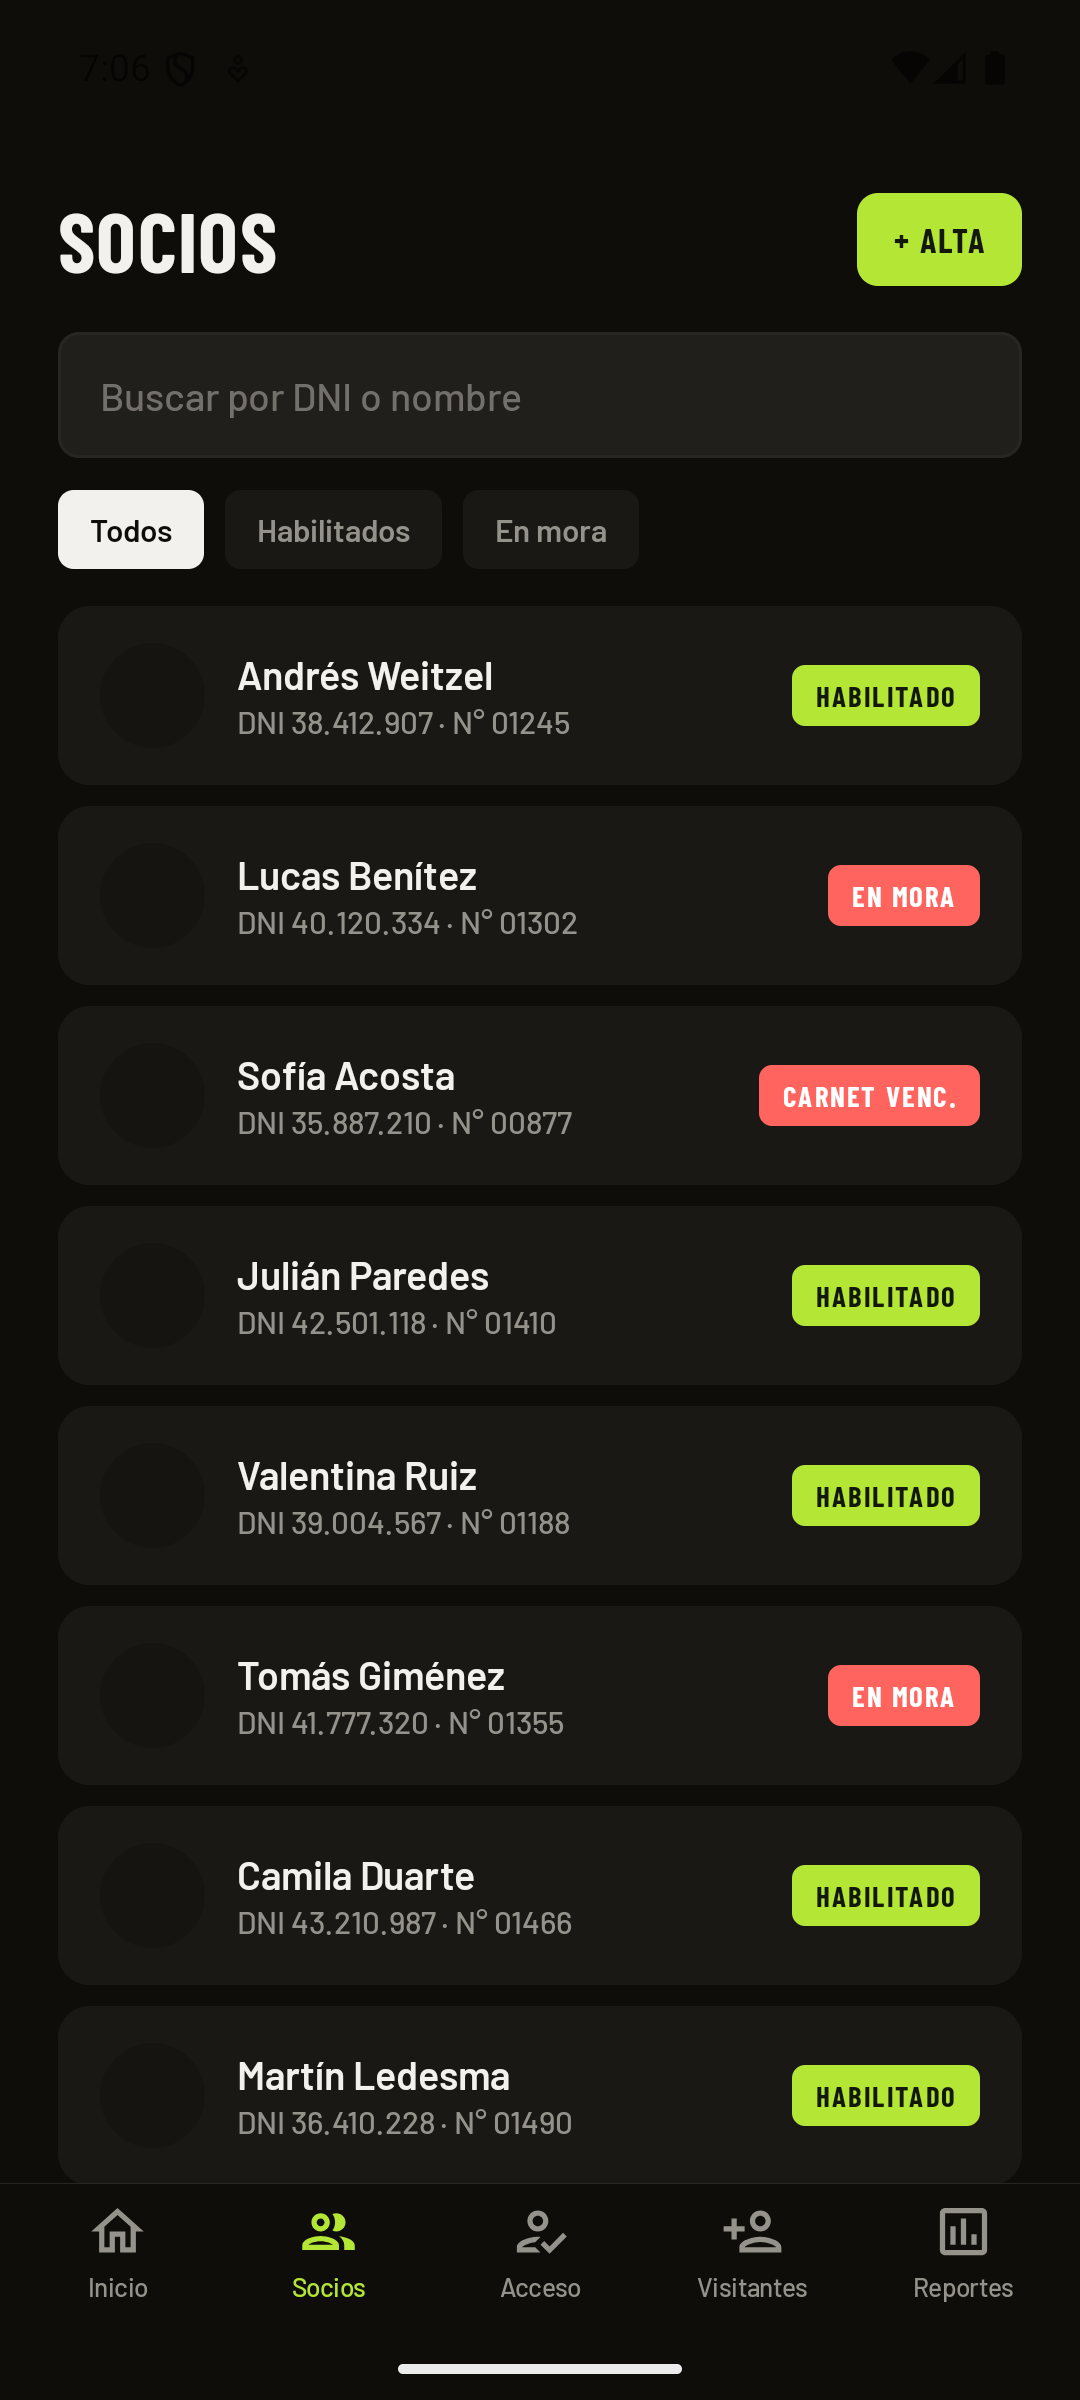 7:06
SOCIOS
+ ALTA
Buscar por DNI o nombre
Todos
Habilitados
En mora
Andrés Weitzel
DNI 38.412.907 · N° 01245
HABILITADO
Lucas Benítez
DNI 40.120.334 · N° 01302
EN MORA
Sofía Acosta
DNI 35.887.210 · N° 00877
CARNET VENC.
Julián Paredes
DNI 42.501.118 · N° 01410
HABILITADO
Valentina Ruiz
DNI 39.004.567 · N° 01188
HABILITADO
Tomás Giménez
DNI 41.777.320 · N° 01355
EN MORA
Camila Duarte
DNI 43.210.987 · N° 01466
HABILITADO
Martín Ledesma
DNI 36.410.228 · N° 01490
HABILITADO
Inicio
Socios
Acceso
Visitantes
Reportes